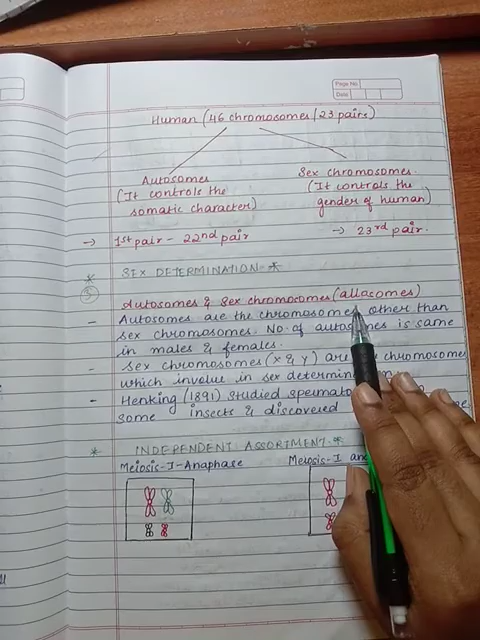 Page No.
Date
Human (46 chromosomes/23 pairs)
Autosomes
(It controls the
somatic character)
Sex chromosomes.
(It controls the
gender of human)
→ 1st pair - 22nd pair
→ 23rd pair.
* SEX DETERMINATION *
5
Autosomes & sex chromosomes (allacomes)
Autosomes are the chromosomes other than
sex chromosomes. No. of autosomes is same
in males & females.
- Sex chromosomes (X & Y) are chromosomes
which involve in sex determin
- Henking (1891) studied spermato
some insects & discovered
* INDEPENDENT ASSORTMENT *
Meiosis-I-Anaphase
Meiosis-I